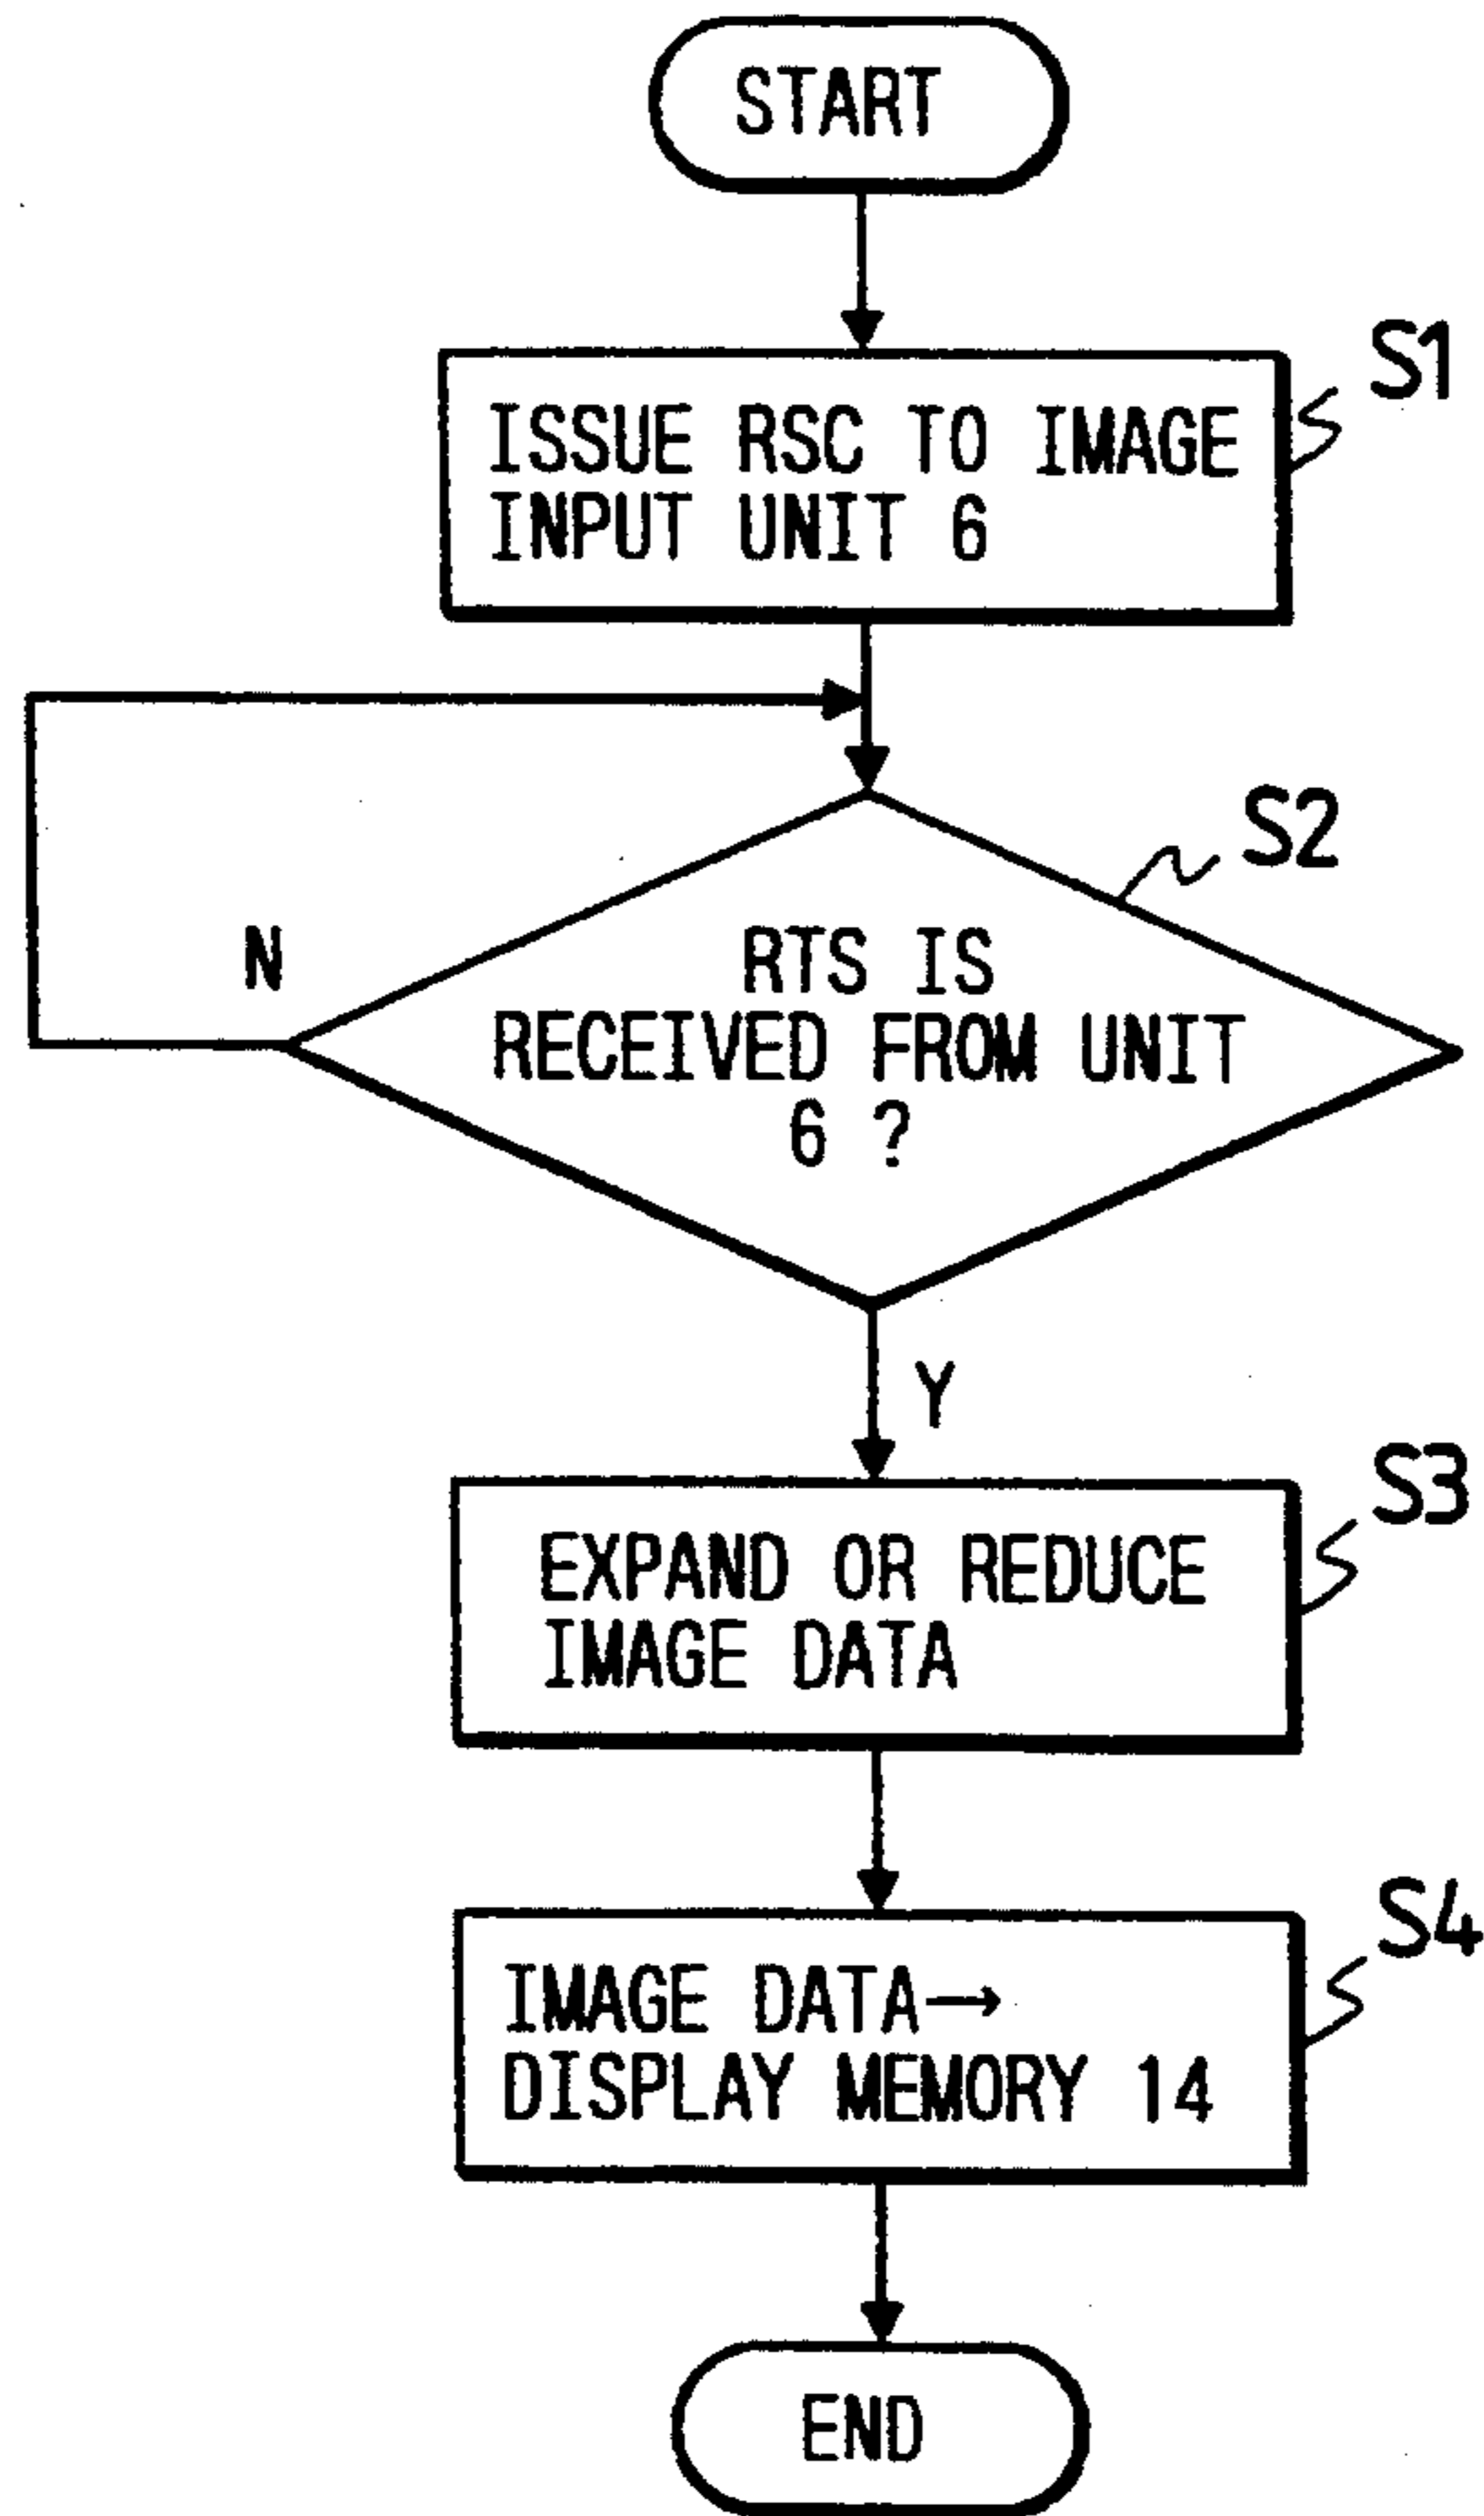 START
S1
ISSUE RSC TO IMAGE
INPUT UNIT 6
S2
N
RTS IS
RECEIVED FROM UNIT
6 ?
Y
S3
EXPAND OR REDUCE
IMAGE DATA
S4
IMAGE DATA→
DISPLAY MEMORY 14
END